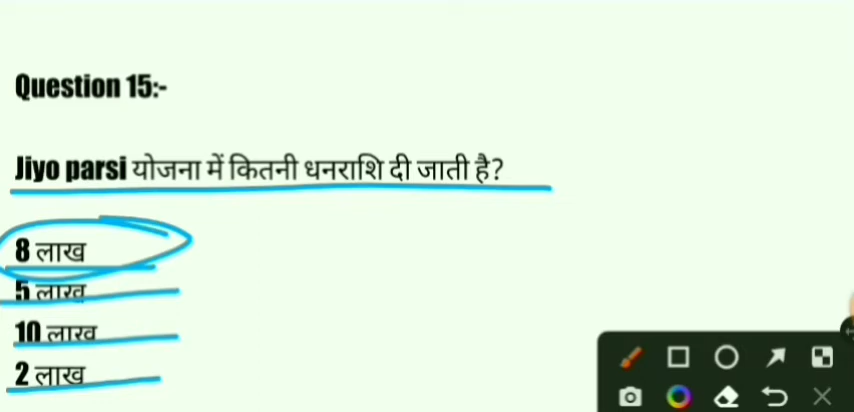 Question 15:-
Jiyo parsi योजना में कितनी धनराशि दी जाती है?
8 लाख
5 लाख
10 लाख
2 लाख